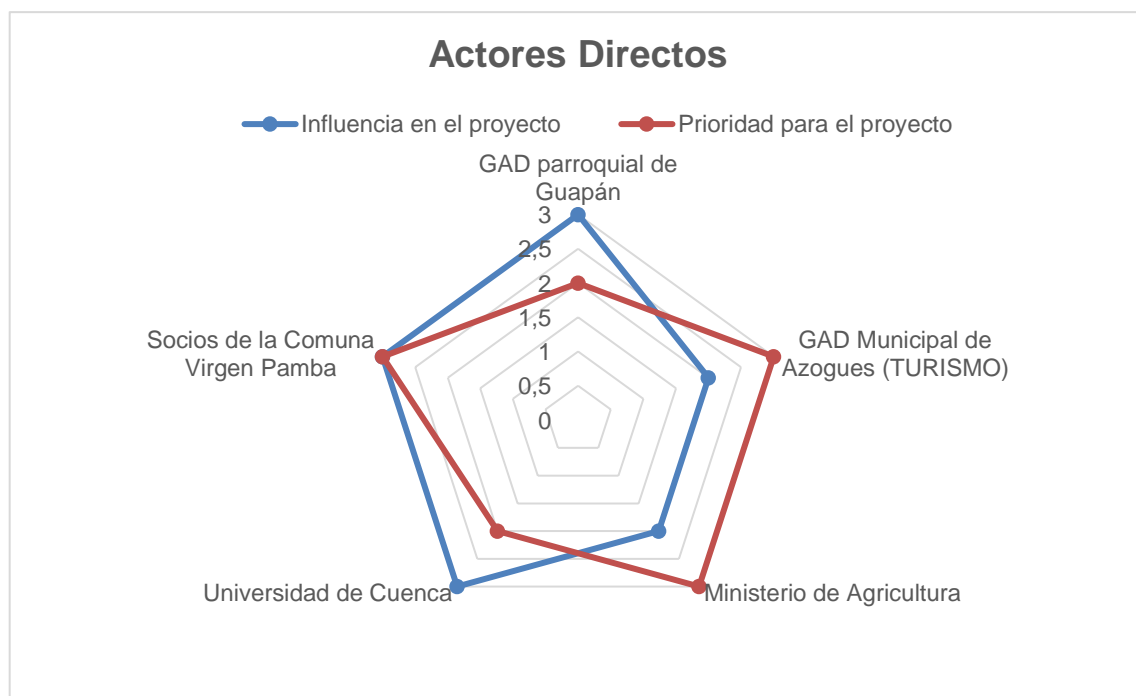 Actores Directos
Influencia en el proyecto
Prioridad para el proyecto
GAD parroquial de
Guapán
3
2,5
2
1,5
1
0,5
0
GAD Municipal de
Azogues (TURISMO)
Ministerio de Agricultura
Universidad de Cuenca
Socios de la Comuna
Virgen Pamba